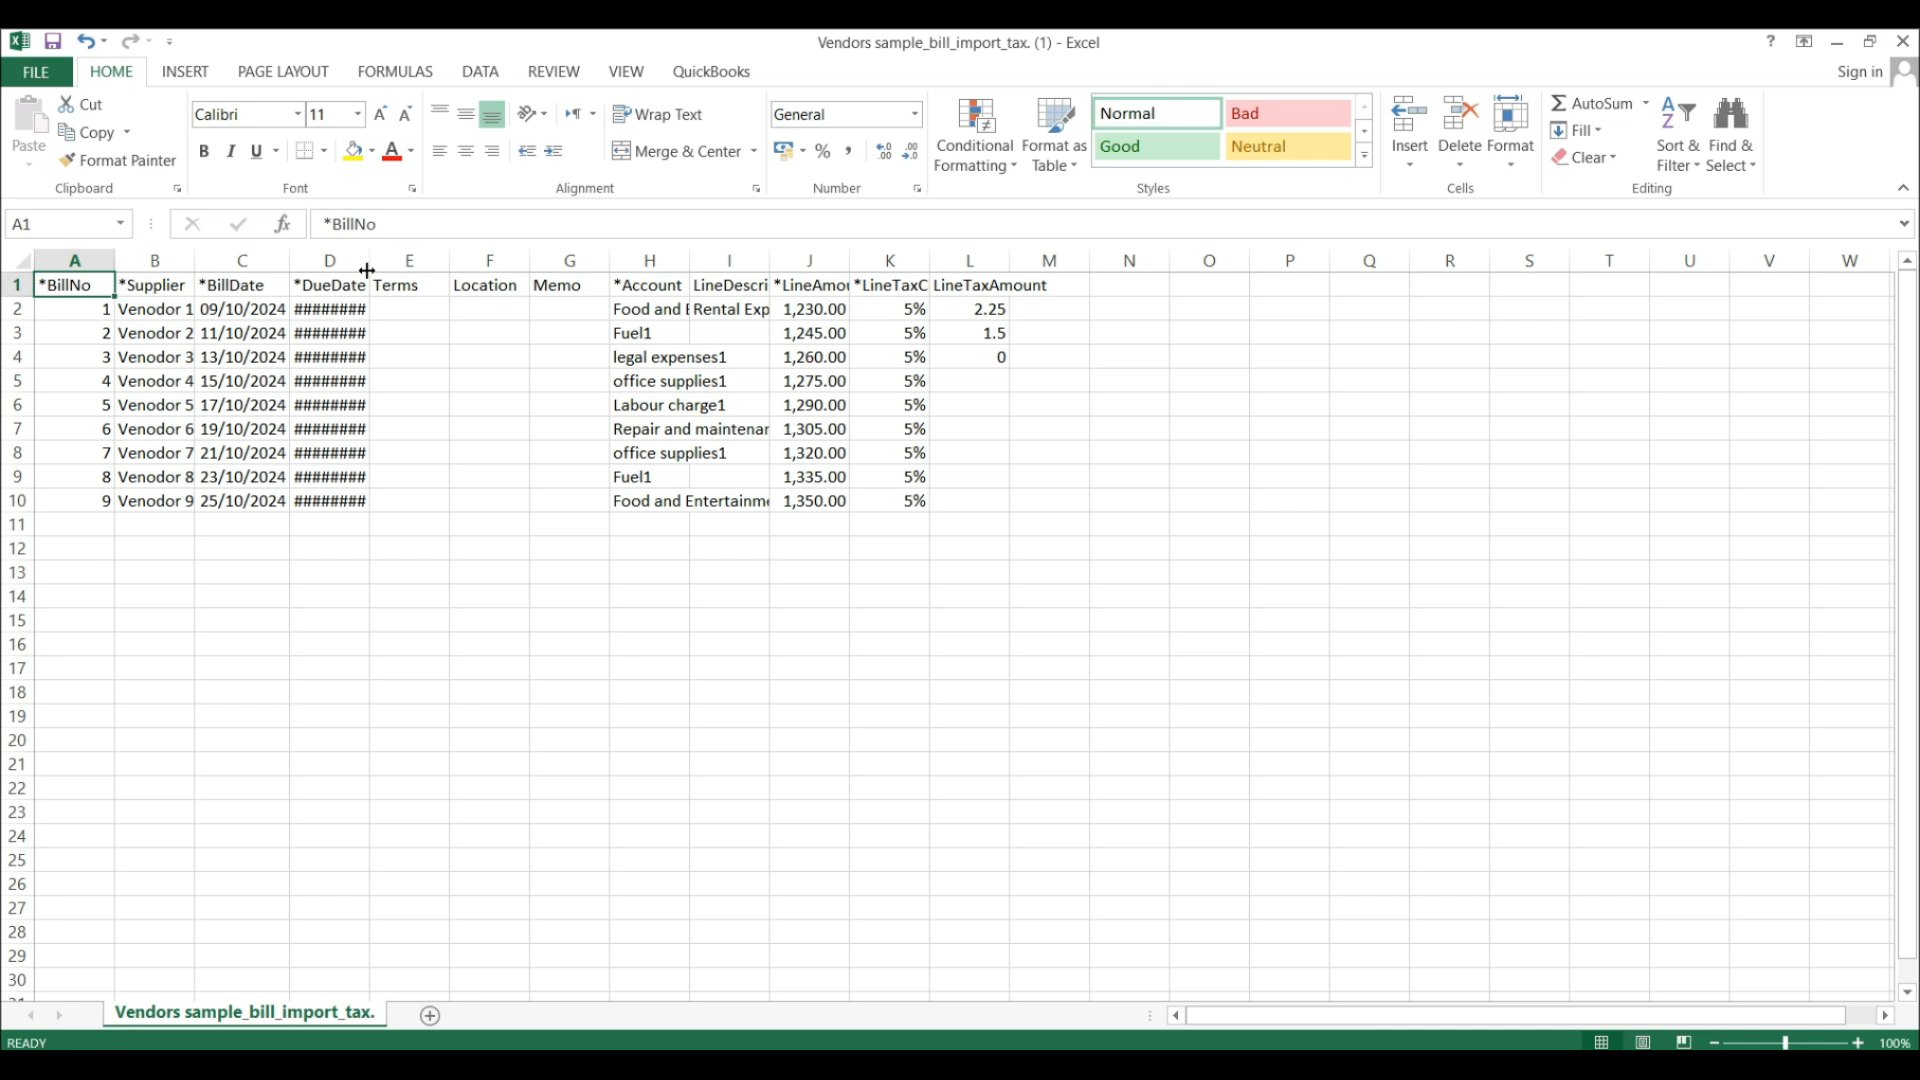 Vendors sample_bill_import_tax. (1) - Excel
?
FILE HOME INSERT PAGE LAYOUT FORMULAS DATA REVIEW VIEW QuickBooks Sign in
Paste
Cut
Copy
Format Painter
Clipboard
Calibri 11
B I U
Font
Wrap Text
Merge & Center
Alignment
General
%
Number
Conditional Formatting
Format as Table
Normal Bad
Good Neutral
Styles
Insert Delete Format
Cells
AutoSum
Fill
Clear
Sort & Filter
Find & Select
Editing
A1 fx *BillNo
A B C D E F G H I J K L M N O P Q R S T U V W
1 *BillNo *Supplier *BillDate *DueDate Terms Location Memo *Account LineDescri *LineAmou *LineTaxC LineTaxAmount
2 1 Venodor 1 09/10/2024 ######## Food and E Rental Exp 1,230.00 5% 2.25
3 2 Venodor 2 11/10/2024 ######## Fuel1 1,245.00 5% 1.5
4 3 Venodor 3 13/10/2024 ######## legal expenses1 1,260.00 5% 0
5 4 Venodor 4 15/10/2024 ######## office supplies1 1,275.00 5%
6 5 Venodor 5 17/10/2024 ######## Labour charge1 1,290.00 5%
7 6 Venodor 6 19/10/2024 ######## Repair and maintenan 1,305.00 5%
8 7 Venodor 7 21/10/2024 ######## office supplies1 1,320.00 5%
9 8 Venodor 8 23/10/2024 ######## Fuel1 1,335.00 5%
10 9 Venodor 9 25/10/2024 ######## Food and Entertainme 1,350.00 5%
11
12
13
14
15
16
17
18
19
20
21
22
23
24
25
26
27
28
29
30
Vendors sample_bill_import_tax.
READY 100%